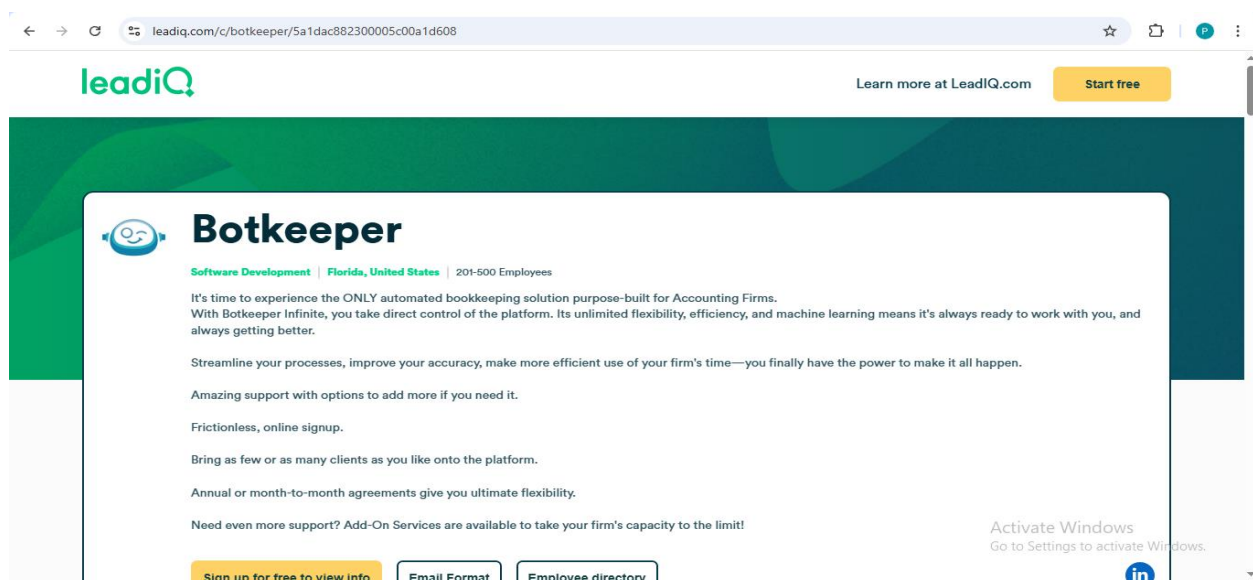 leadiq.com/c/botkeeper/5a1dac882300005c00a1d608
P
leadiQ
Learn more at LeadIQ.com
Start free
Botkeeper
Software Development | Florida, United States | 201-500 Employees
It's time to experience the ONLY automated bookkeeping solution purpose-built for Accounting Firms.
With Botkeeper Infinite, you take direct control of the platform. Its unlimited flexibility, efficiency, and machine learning means it's always ready to work with you, and
always getting better.
Streamline your processes, improve your accuracy, make more efficient use of your firm's time—you finally have the power to make it all happen.
Amazing support with options to add more if you need it.
Frictionless, online signup.
Bring as few or as many clients as you like onto the platform.
Annual or month-to-month agreements give you ultimate flexibility.
Need even more support? Add-On Services are available to take your firm's capacity to the limit!
Activate Windows
Go to Settings to activate Windows.
Sign up for free to view info
Email Format
Employee directory
in